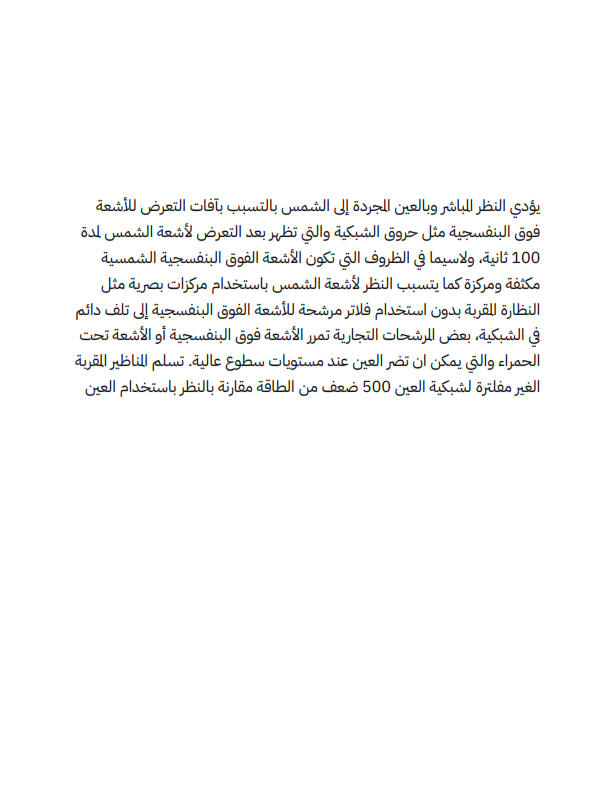 يؤدي النظر المباشر وبالعين المجردة إلى الشمس بالتسبب بآفات التعرض للأشعة
فوق البنفسجية مثل حروق الشبكية والتي تظهر بعد التعرض لأشعة الشمس لمدة
100 ثانية، ولاسيما في الظروف التي تكون الأشعة الفوق البنفسجية الشمسية
مكثفة ومركزة كما يتسبب النظر لأشعة الشمس باستخدام مركزات بصرية مثل
النظارة المقربة بدون استخدام فلاتر مرشحة للأشعة الفوق البنفسجية إلى تلف دائم
في الشبكية، بعض المرشحات التجارية تمرر الأشعة فوق البنفسجية أو الأشعة تحت
الحمراء والتي يمكن ان تضر العين عند مستويات سطوع عالية. تسلم المناظير المقربة
الغير مفلترة لشبكية العين 500 ضعف من الطاقة مقارنة بالنظر باستخدام العين